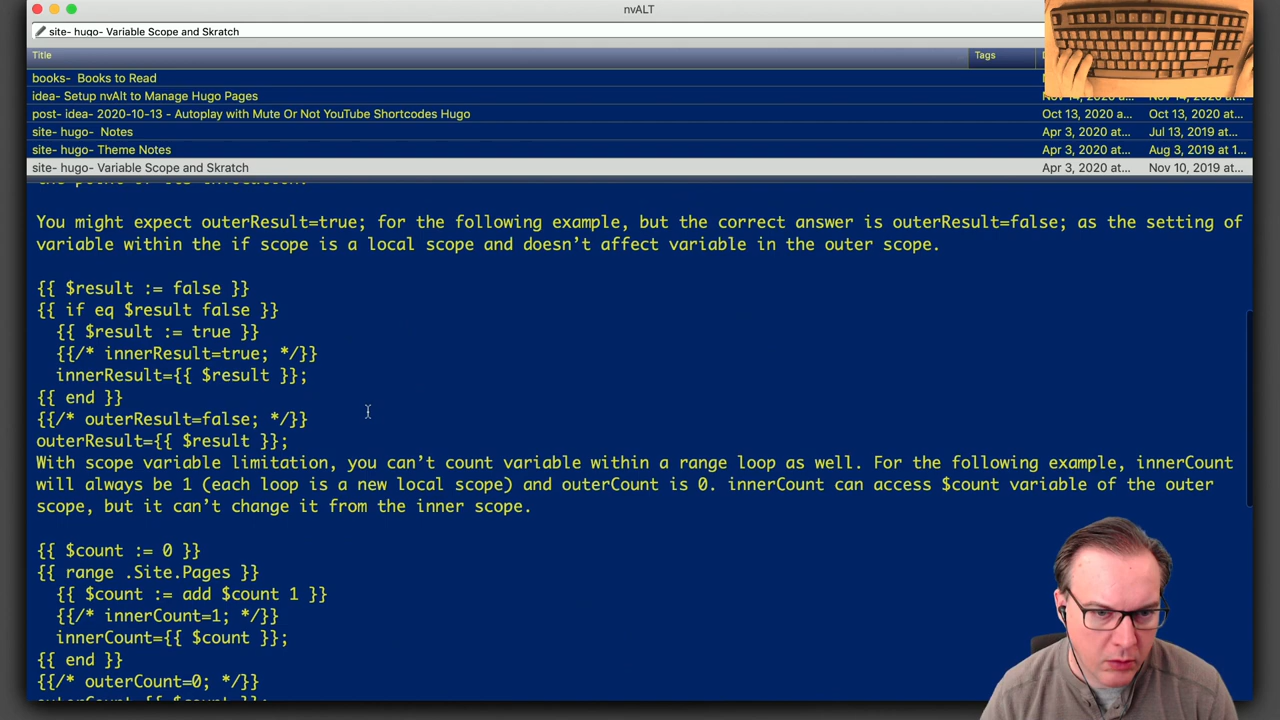 nvALT
site- hugo- Variable Scope and Skratch
Title
Tags
books- Books to Read
idea- Setup nvAlt to Manage Hugo Pages
post- idea- 2020-10-13 - Autoplay with Mute Or Not YouTube Shortcodes Hugo
Oct 13, 2020 a...
Oct 13, 2020 a...
site- hugo- Notes
Apr 3, 2020 at...
Jul 13, 2019 at...
site- hugo- Theme Notes
Apr 3, 2020 at...
Aug 3, 2019 at 1...
site- hugo- Variable Scope and Skratch
Apr 3, 2020 at...
Nov 10, 2019 at...
You might expect outerResult=true; for the following example, but the correct answer is outerResult=false; as the setting of
variable within the if scope is a local scope and doesn’t affect variable in the outer scope.
{{ $result := false }}
{{ if eq $result false }}
{{ $result := true }}
{{/* innerResult=true; */}}
innerResult={{ $result }};
{{ end }}
{{/* outerResult=false; */}}
outerResult={{ $result }};
With scope variable limitation, you can’t count variable within a range loop as well. For the following example, innerCount
will always be 1 (each loop is a new local scope) and outerCount is 0. innerCount can access $count variable of the outer
scope, but it can’t change it from the inner scope.
{{ $count := 0 }}
{{ range .Site.Pages }}
{{ $count := add $count 1 }}
{{/* innerCount=1; */}}
innerCount={{ $count }};
{{ end }}
{{/* outerCount=0; */}}